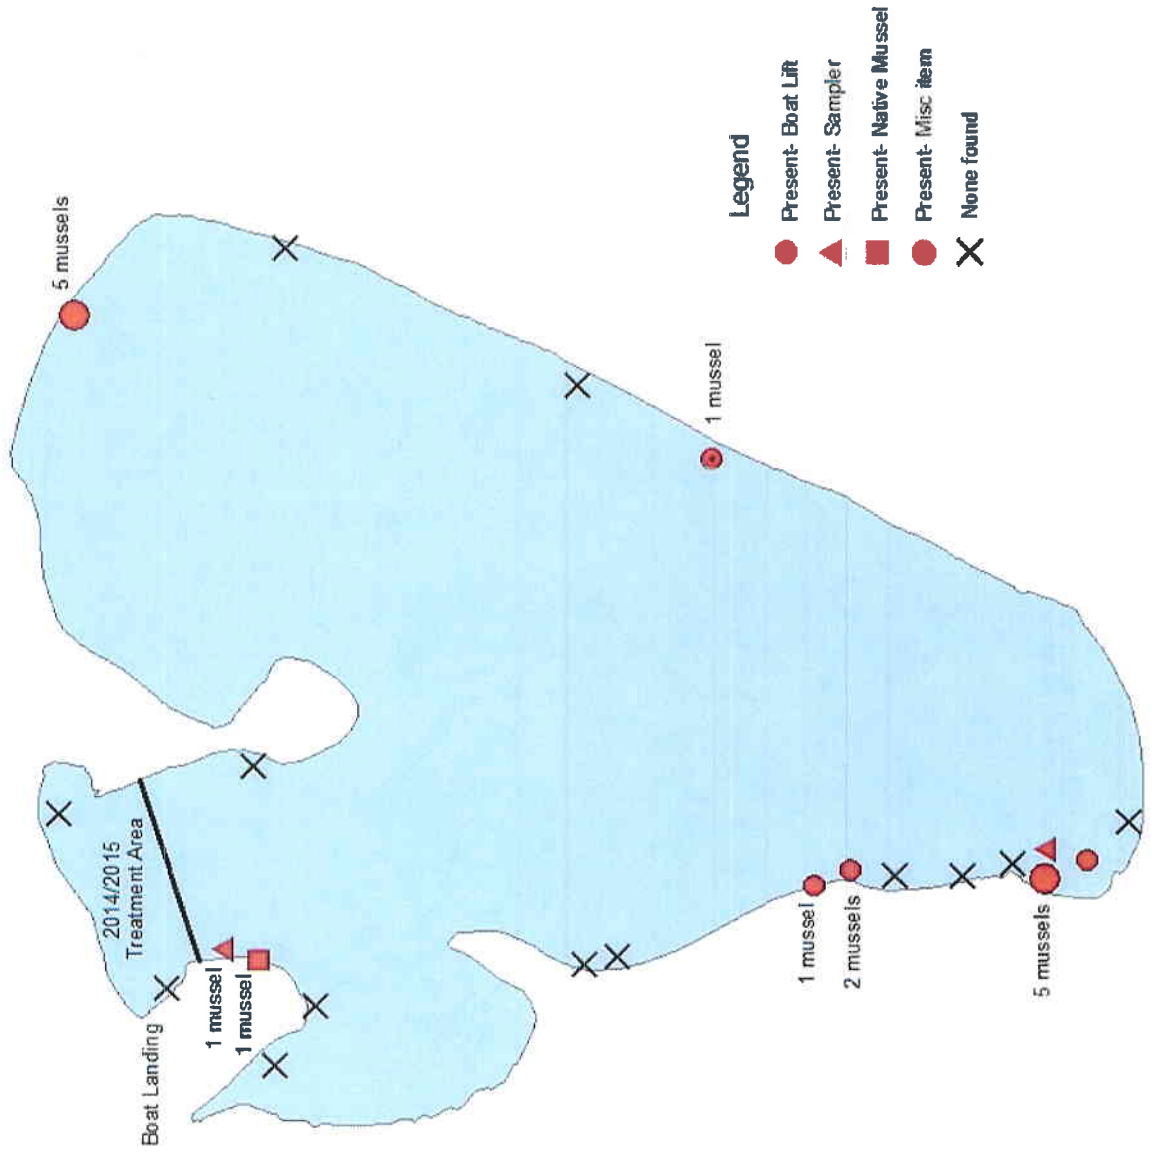 Boat Landing
2014/2015
Treatment Area
1 mussel
1 mussel
1 mussel
2 mussels
5 mussels
5 mussels
1 mussel
Legend
Present- Boat Lift
Present- Sampler
Present- Native Mussel
Present- Misc item
None found